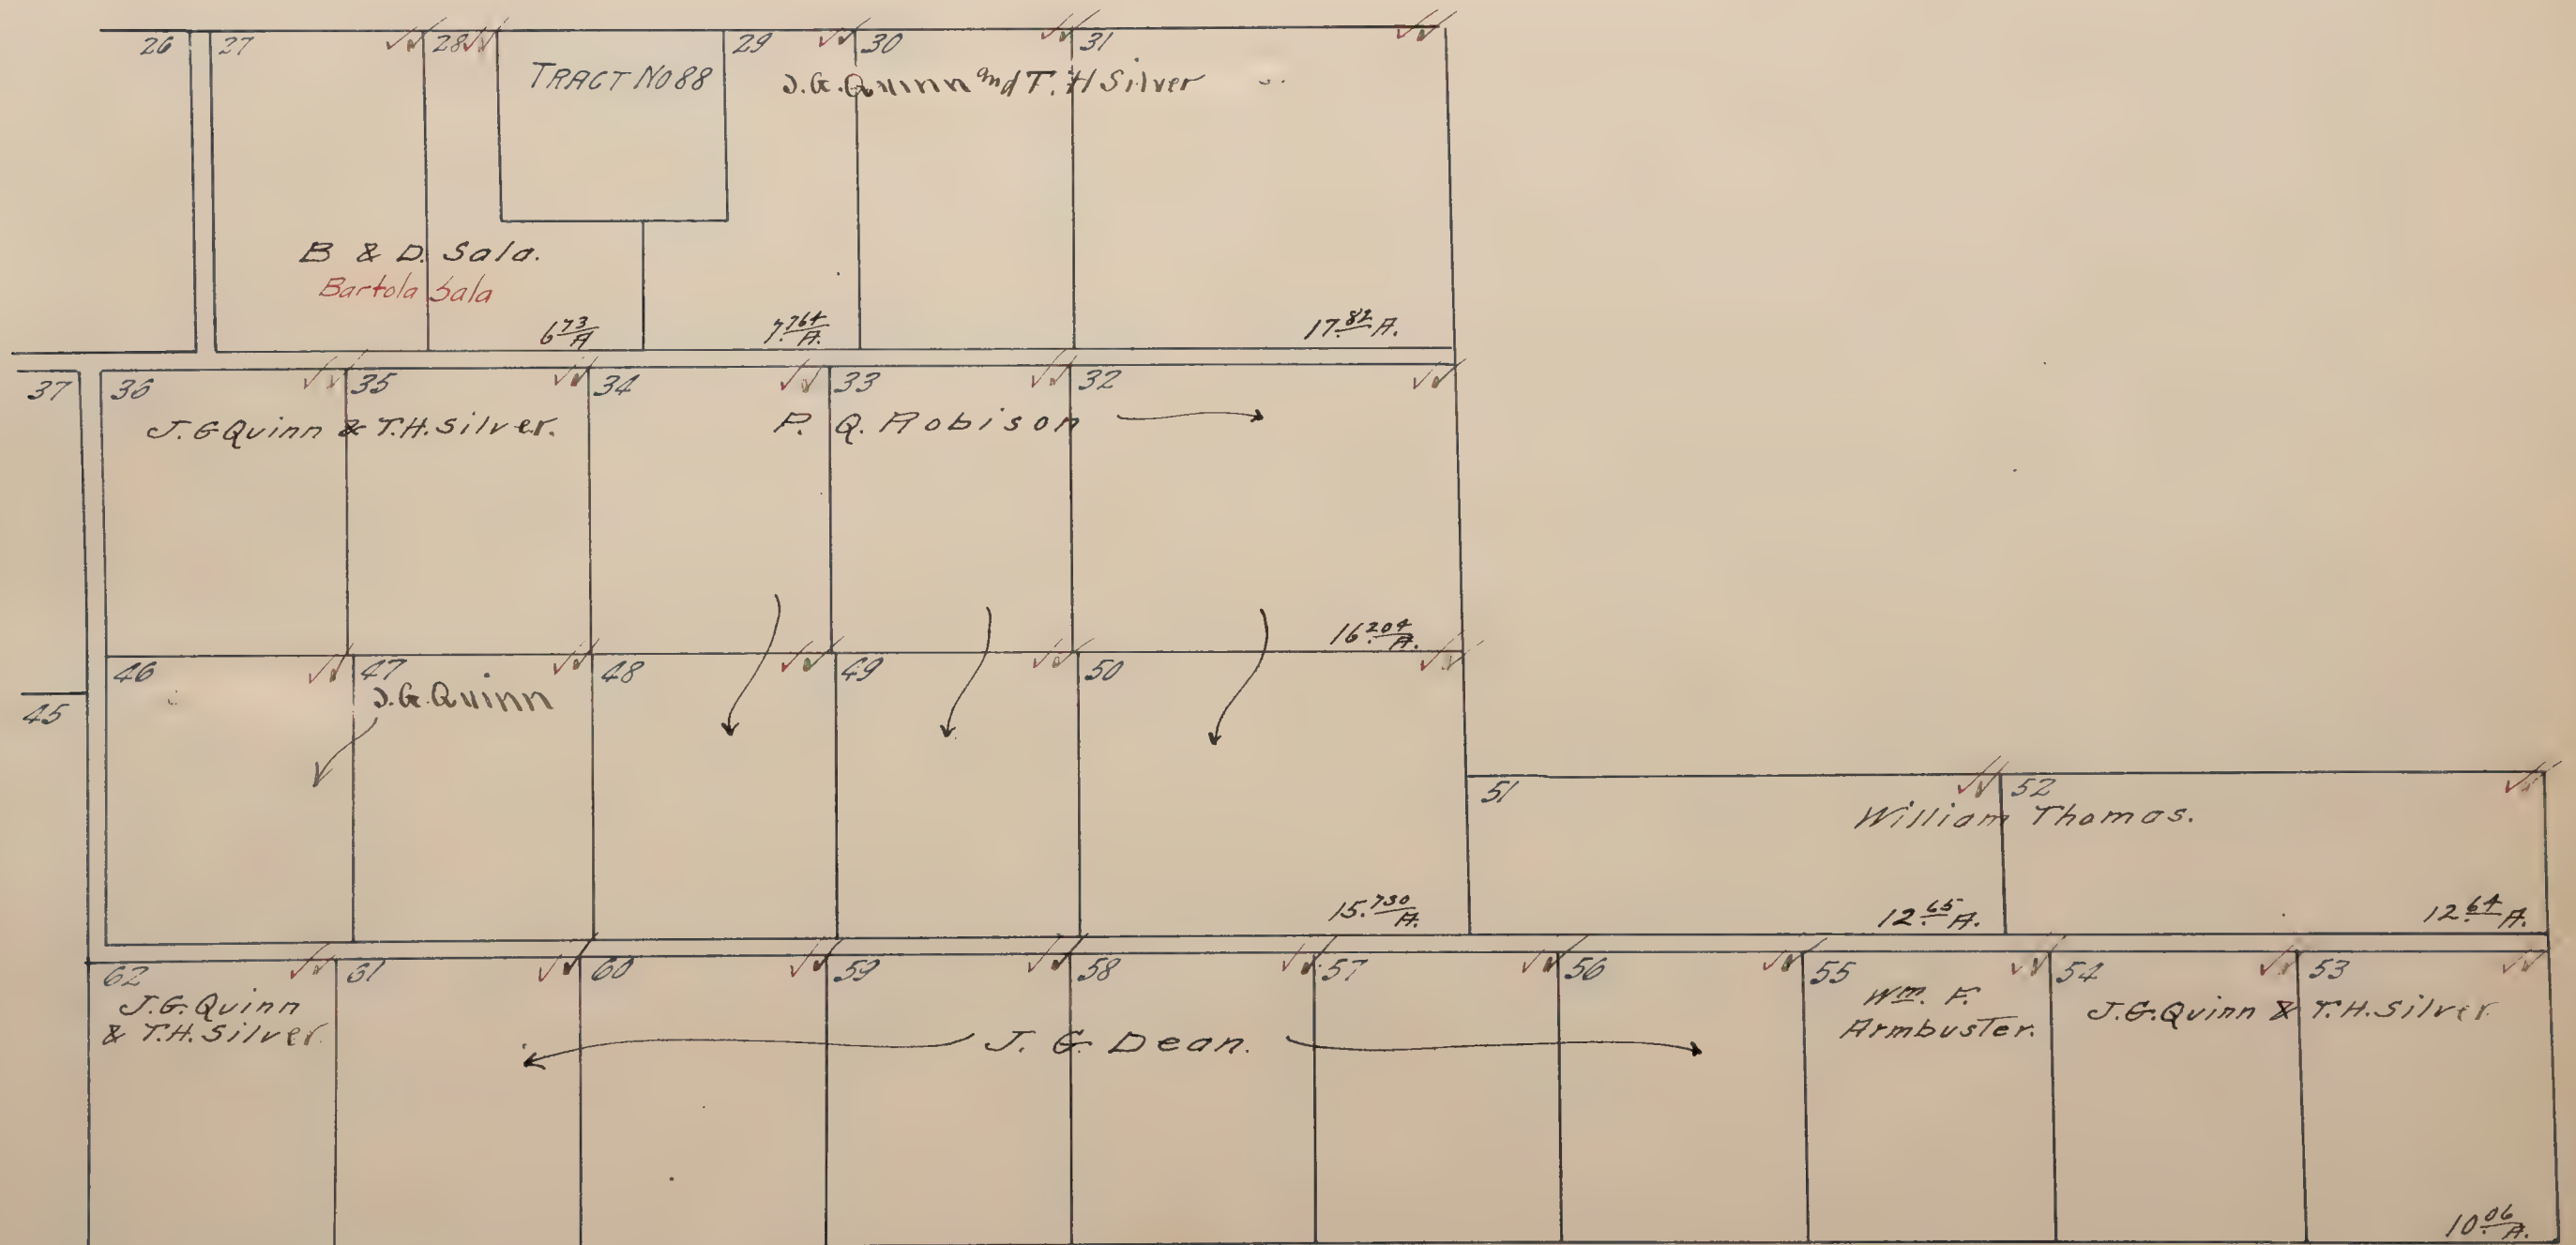 26 27 28 29 30 31
TRACT NO 88
J.G. Quinn and T. H Silver
B & D. Sala.
Bartola Sala
6 73/A 7. 764/A. 17. 82 A.
37 36 35 34 33 32
J. G Quinn & T.H. Silver. P. Q. Robison
16. 204/A.
46 47 48 49 50
J.G. Quinn
45
51 52
William Thomas.
15. 730/A. 12. 65 A. 12 64 A.
62 61 60 59 58 57 56 55 54 53
J.G. Quinn
& T.H. Silver
J. G Dean.
Wm. F.
Armbuster.
J.G. Quinn & T.H. Silver
10. 06/A.